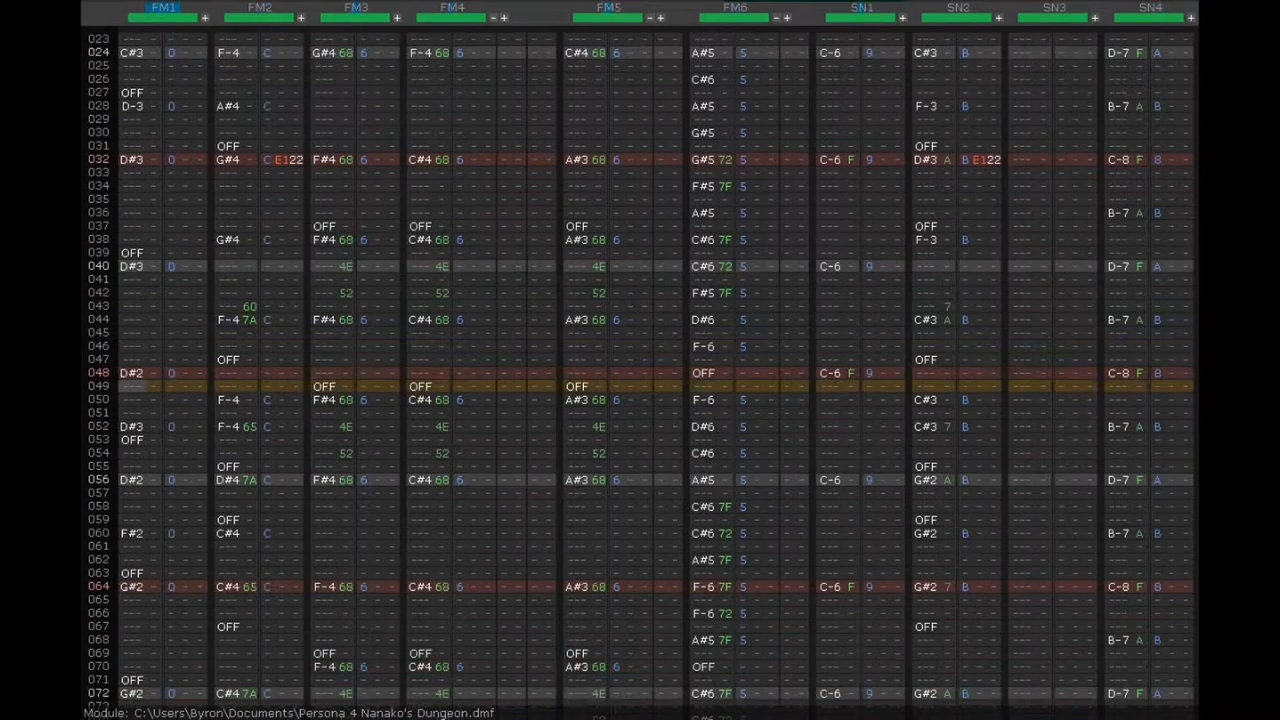 FM1 FM2 FM3 FM4 FM5 FM6 SN1 SN2 SN3 SN4
+ + + - + - + - + + + + +
023
024 C#3 0 F-4 C G#4 68 6 F-4 68 6 C#4 68 6 A#5 5 C-6 9 C#3 B D-7 F A
025
026 C#6 5
027 OFF
028 D-3 0 A#4 C A#5 5 F-3 B B-7 A B
029
030 G#5 5
031 OFF OFF
032 D#3 0 G#4 C E122 F#4 68 6 C#4 68 6 A#3 68 6 G#5 72 5 C-6 F 9 D#3 A B E122 C-8 F 8
033
034 F#5 7F 5
035
036 A#5 5 B-7 A B
037 OFF OFF OFF OFF
038 G#4 C F#4 68 6 C#4 68 6 A#3 68 6 C#6 7F 5 F-3 B
039 OFF
040 D#3 0 4E 4E 4E C#6 72 5 C-6 9 D-7 F A
041
042 52 52 52 F#5 7F 5
043 60 7
044 F-4 7A C F#4 68 6 C#4 68 6 A#3 68 6 D#6 5 C#3 A B B-7 A B
045
046 F-6 5
047 OFF OFF
048 D#2 0 OFF C-6 F 9 C-8 F 8
049 --- OFF OFF OFF
050 F-4 C F#4 68 6 C#4 68 6 A#3 68 6 F-6 5 C#3 B
051
052 D#3 0 F-4 65 C 4E 4E 4E D#6 5 C#3 7 B B-7 A B
053 OFF
054 52 52 52 C#6 5
055 OFF OFF
056 D#2 0 D#4 7A C F#4 68 6 C#4 68 6 A#3 68 6 A#5 5 C-6 9 G#2 A B D-7 F A
057
058 C#6 7F 5
059 OFF OFF
060 F#2 0 C#4 C C#6 72 5 G#2 B B-7 A B
061
062 A#5 7F 5
063 OFF
064 G#2 0 C#4 65 C F-4 68 6 C#4 68 6 A#3 68 6 F-6 7F 5 C-6 F 9 G#2 7 B C-8 F 8
065
066 F-6 72 5
067 OFF OFF
068 A#5 7F 5 B-7 A B
069 OFF OFF OFF
070 F-4 68 6 C#4 68 6 A#3 68 6 OFF
071 OFF
072 G#2 0 C#4 7A C 4E 4E 4E C#6 7F 5 C-6 9 G#2 A B D-7 F A
Module: C:\Users\Byron\Documents\Persona 4 Nanako's Dungeon.dmf